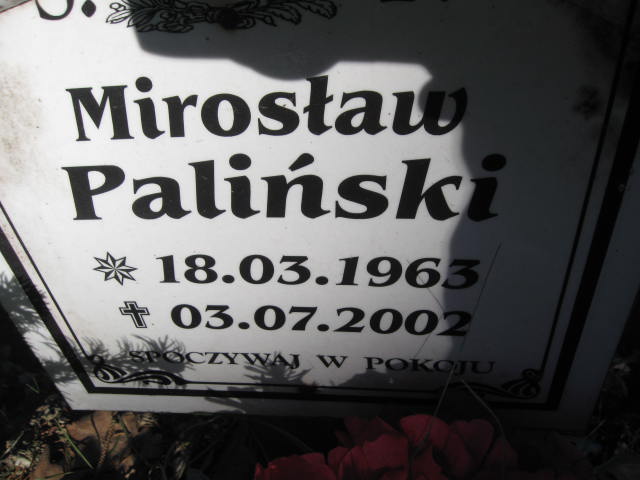 Mirosław
Paliński
18.03.1963
03.07.2002
SPOCZYWAJ W POKOJU